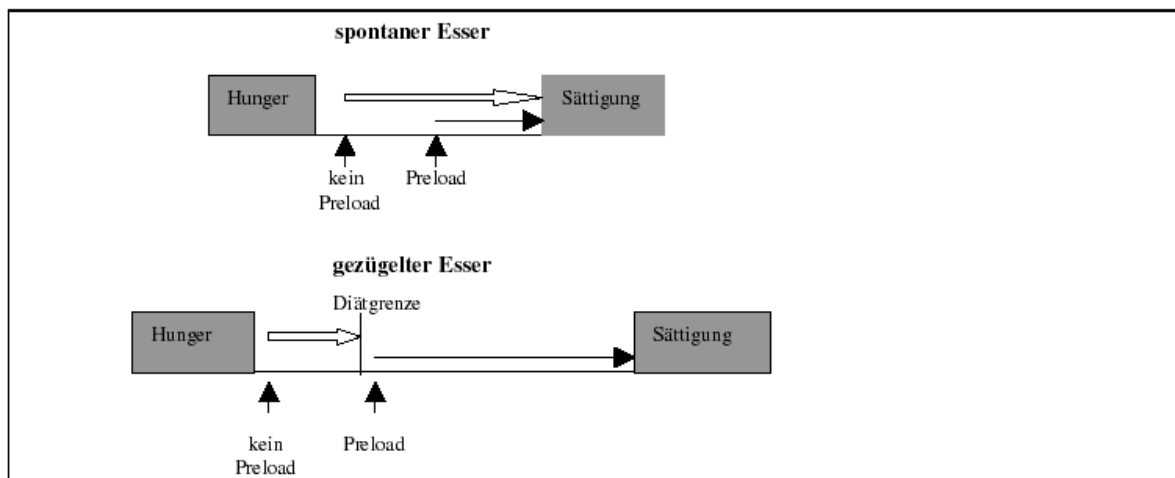 spontaner Esser
Hunger
Sättigung
kein
Preload
Preload
gezügelter Esser
Diätgrenze
Hunger
Sättigung
kein
Preload
Preload